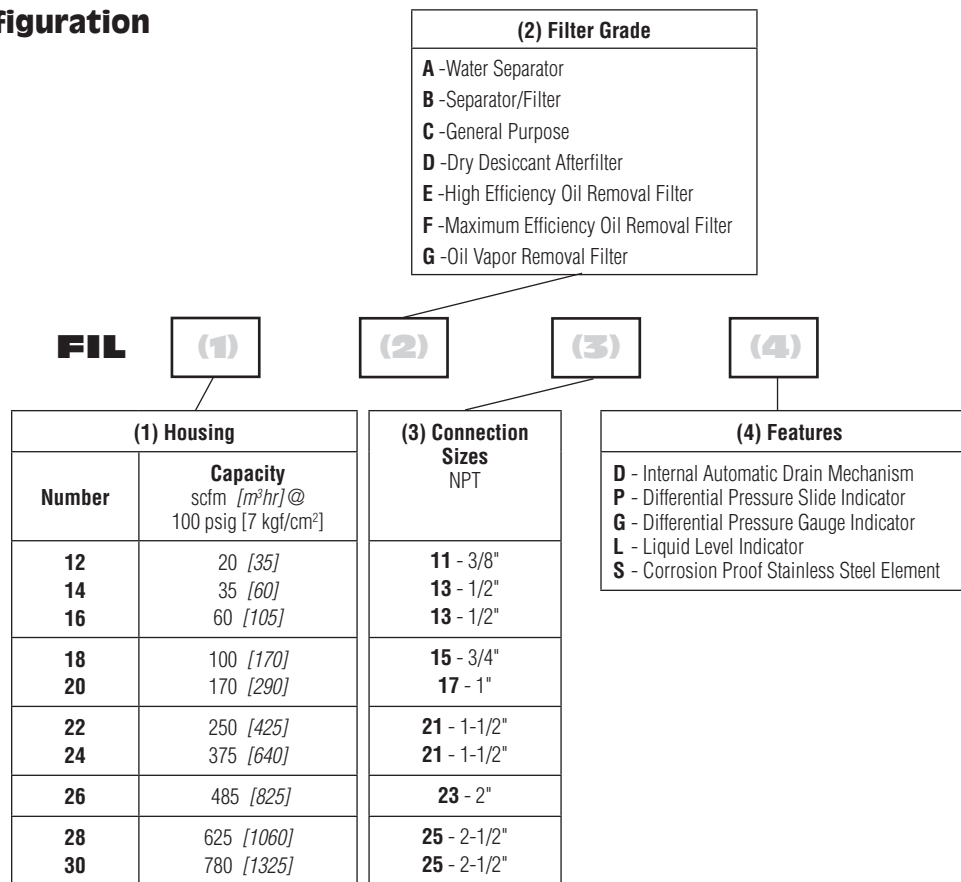 figuration
(2) Filter Grade
A -Water Separator
B -Separator/Filter
C -General Purpose
D -Dry Desiccant Afterfilter
E -High Efficiency Oil Removal Filter
F -Maximum Efficiency Oil Removal Filter
G -Oil Vapor Removal Filter
FIL (1) (2) (3) (4)
(1) Housing
Number
Capacity
scfm [m³hr]@
100 psig [7 kgf/cm²]
12 20 [35]
14 35 [60]
16 60 [105]
18 100 [170]
20 170 [290]
22 250 [425]
24 375 [640]
26 485 [825]
28 625 [1060]
30 780 [1325]
(3) Connection
Sizes
NPT
11 - 3/8"
13 - 1/2"
13 - 1/2"
15 - 3/4"
17 - 1"
21 - 1-1/2"
21 - 1-1/2"
23 - 2"
25 - 2-1/2"
25 - 2-1/2"
(4) Features
D - Internal Automatic Drain Mechanism
P - Differential Pressure Slide Indicator
G - Differential Pressure Gauge Indicator
L - Liquid Level Indicator
S - Corrosion Proof Stainless Steel Element